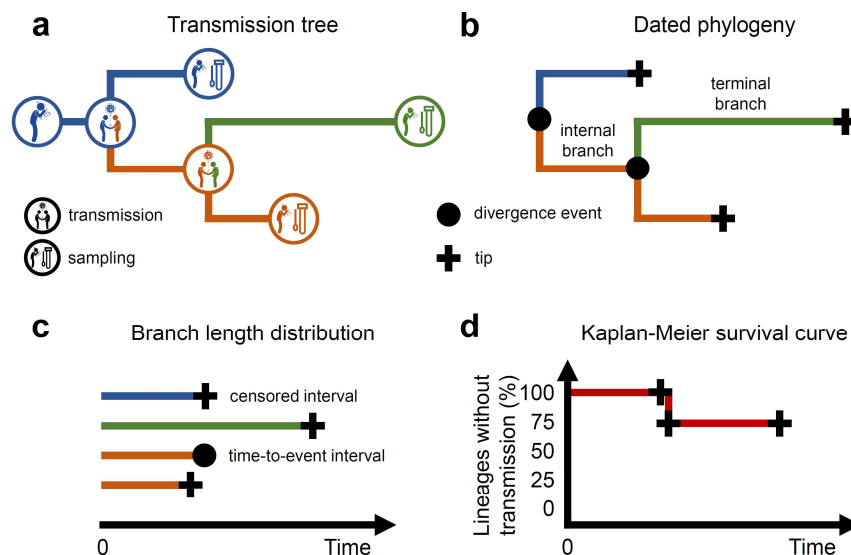 a
Transmission tree
transmission
sampling
b
Dated phylogeny
terminal
branch
internal
branch
divergence event
tip
c
Branch length distribution
censored interval
time-to-event interval
0
Time
d
Kaplan-Meier survival curve
Lineages without
transmission (%)
100
75
50
25
0
0
Time